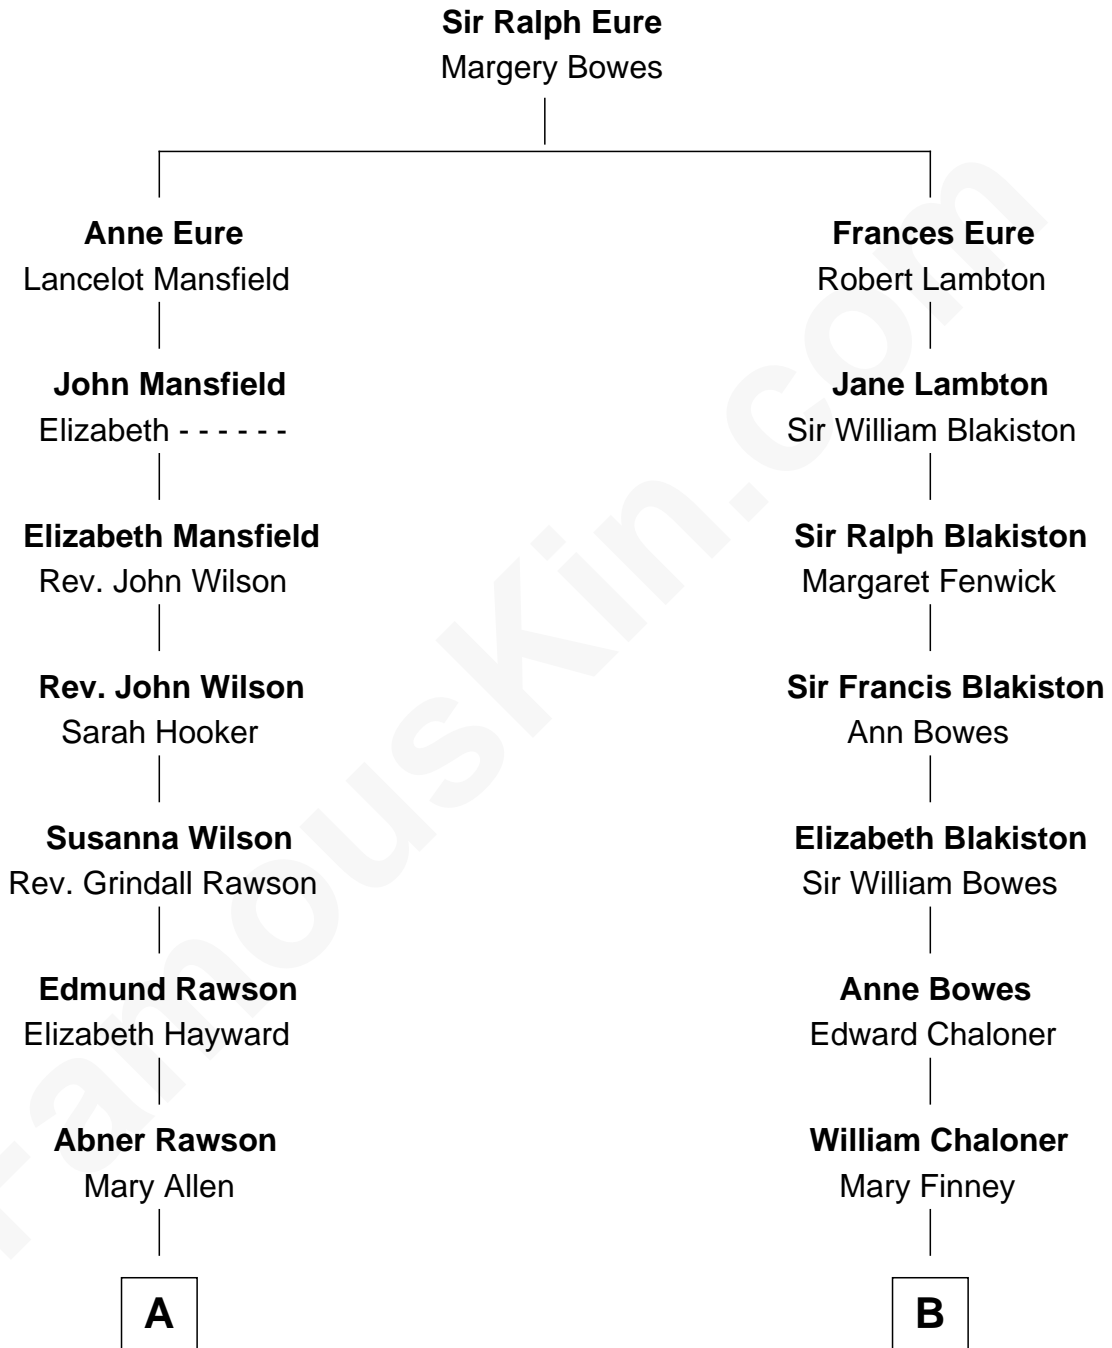 Sir Ralph Eure
Margery Bowes
Anne Eure
Lancelot Mansfield
John Mansfield
Elizabeth - - - - - -
Elizabeth Mansfield
Rev. John Wilson
Rev. John Wilson
Sarah Hooker
Susanna Wilson
Rev. Grindall Rawson
Edmund Rawson
Elizabeth Hayward
Abner Rawson
Mary Allen
A
Frances Eure
Robert Lambton
Jane Lambton
Sir William Blakiston
Sir Ralph Blakiston
Margaret Fenwick
Sir Francis Blakiston
Ann Bowes
Elizabeth Blakiston
Sir William Bowes
Anne Bowes
Edward Chaloner
William Chaloner
Mary Finney
B
FamousKin.com